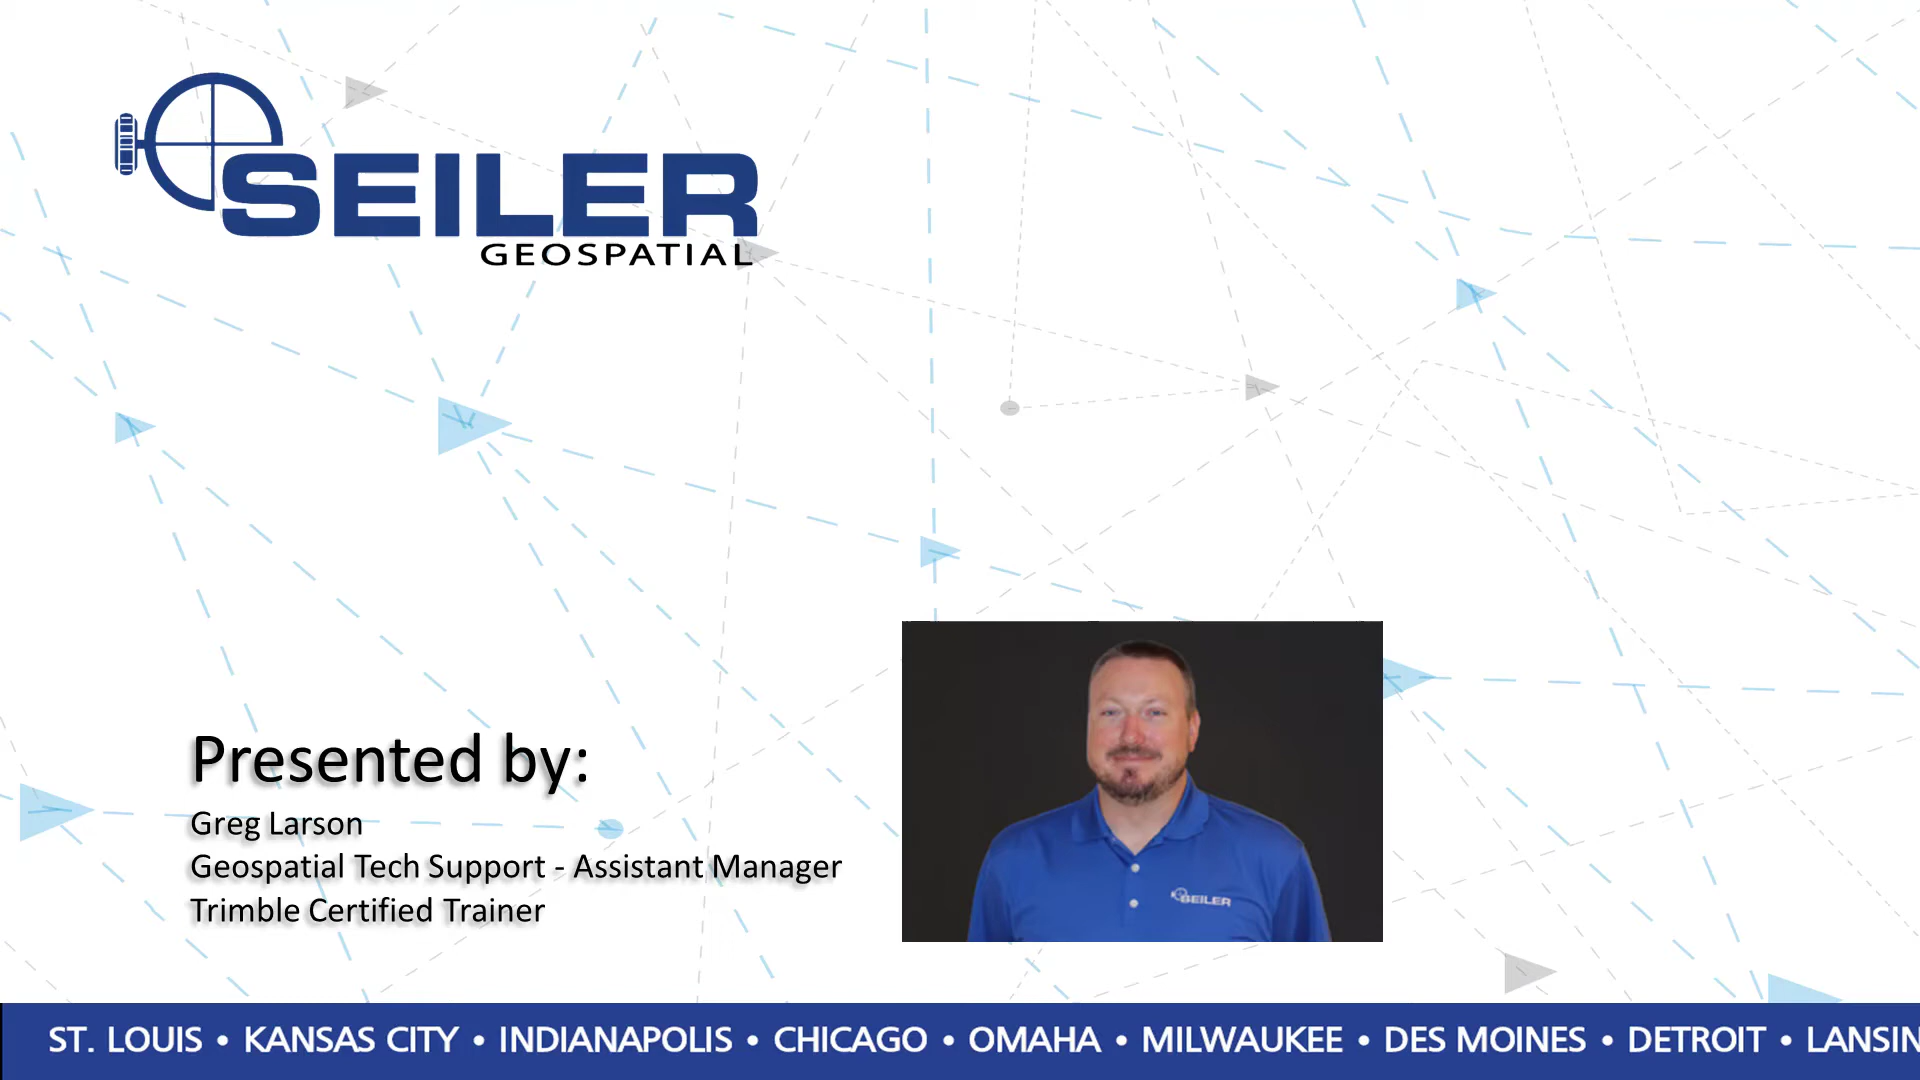 SEILER
GEOSPATIAL
Presented by:
Greg Larson
Geospatial Tech Support - Assistant Manager
Trimble Certified Trainer
SEILER
ST. LOUIS • KANSAS CITY • INDIANAPOLIS • CHICAGO • OMAHA • MILWAUKEE • DES MOINES • DETROIT • LANSIN